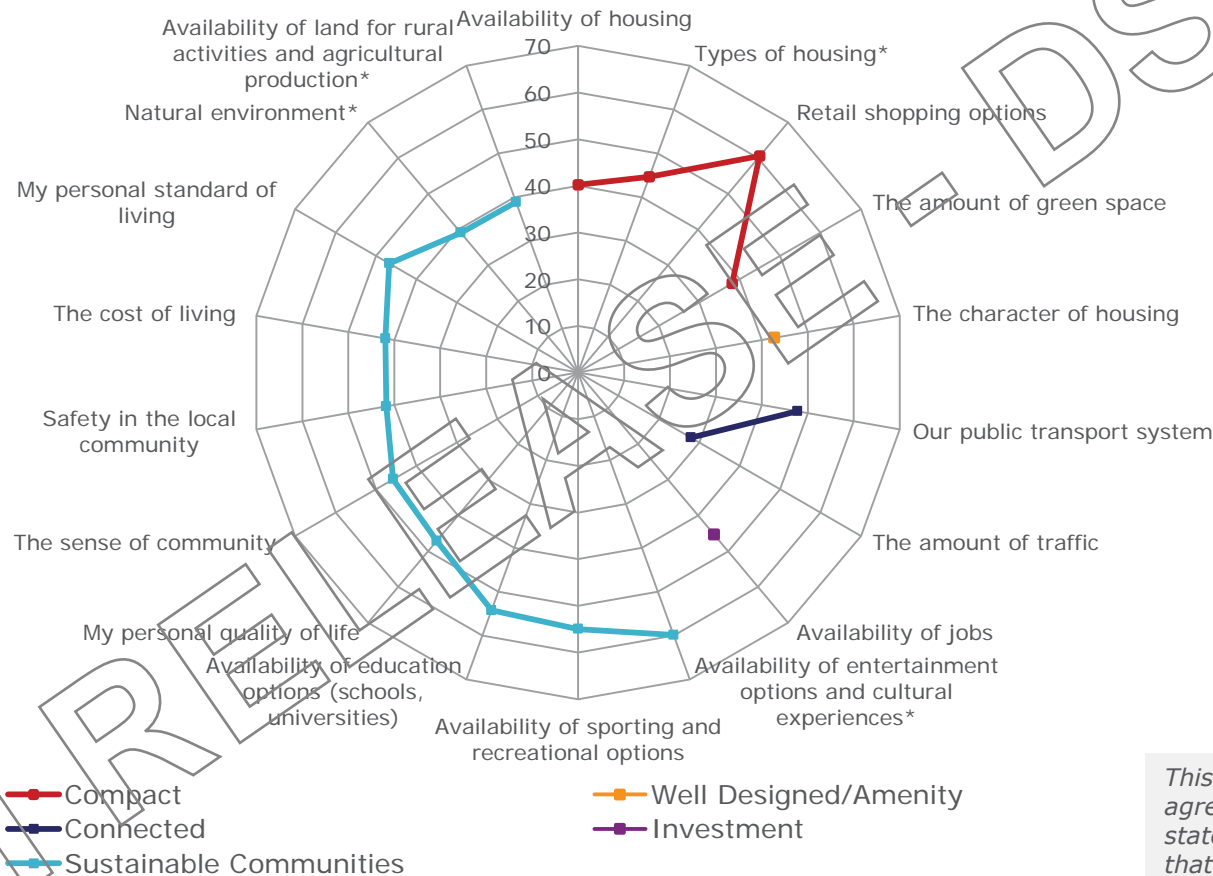 Availability of housing
Availability of land for rural
activities and agricultural
production*
Types of housing*
Natural environment*
Retail shopping options
My personal standard of
living
The amount of green space
The cost of living
The character of housing
Safety in the local
community
Our public transport system
The sense of community
The amount of traffic
My personal quality of life
Availability of jobs
Availability of education
options (schools,
universities)
Availability of entertainment
options and cultural
experiences*
Availability of sporting and
recreational options
70
60
50
40
30
20
10
0
Compact
Well Designed/Amenity
Connected
Investment
Sustainable Communities
This
agre
state
that
RELEASE - DS